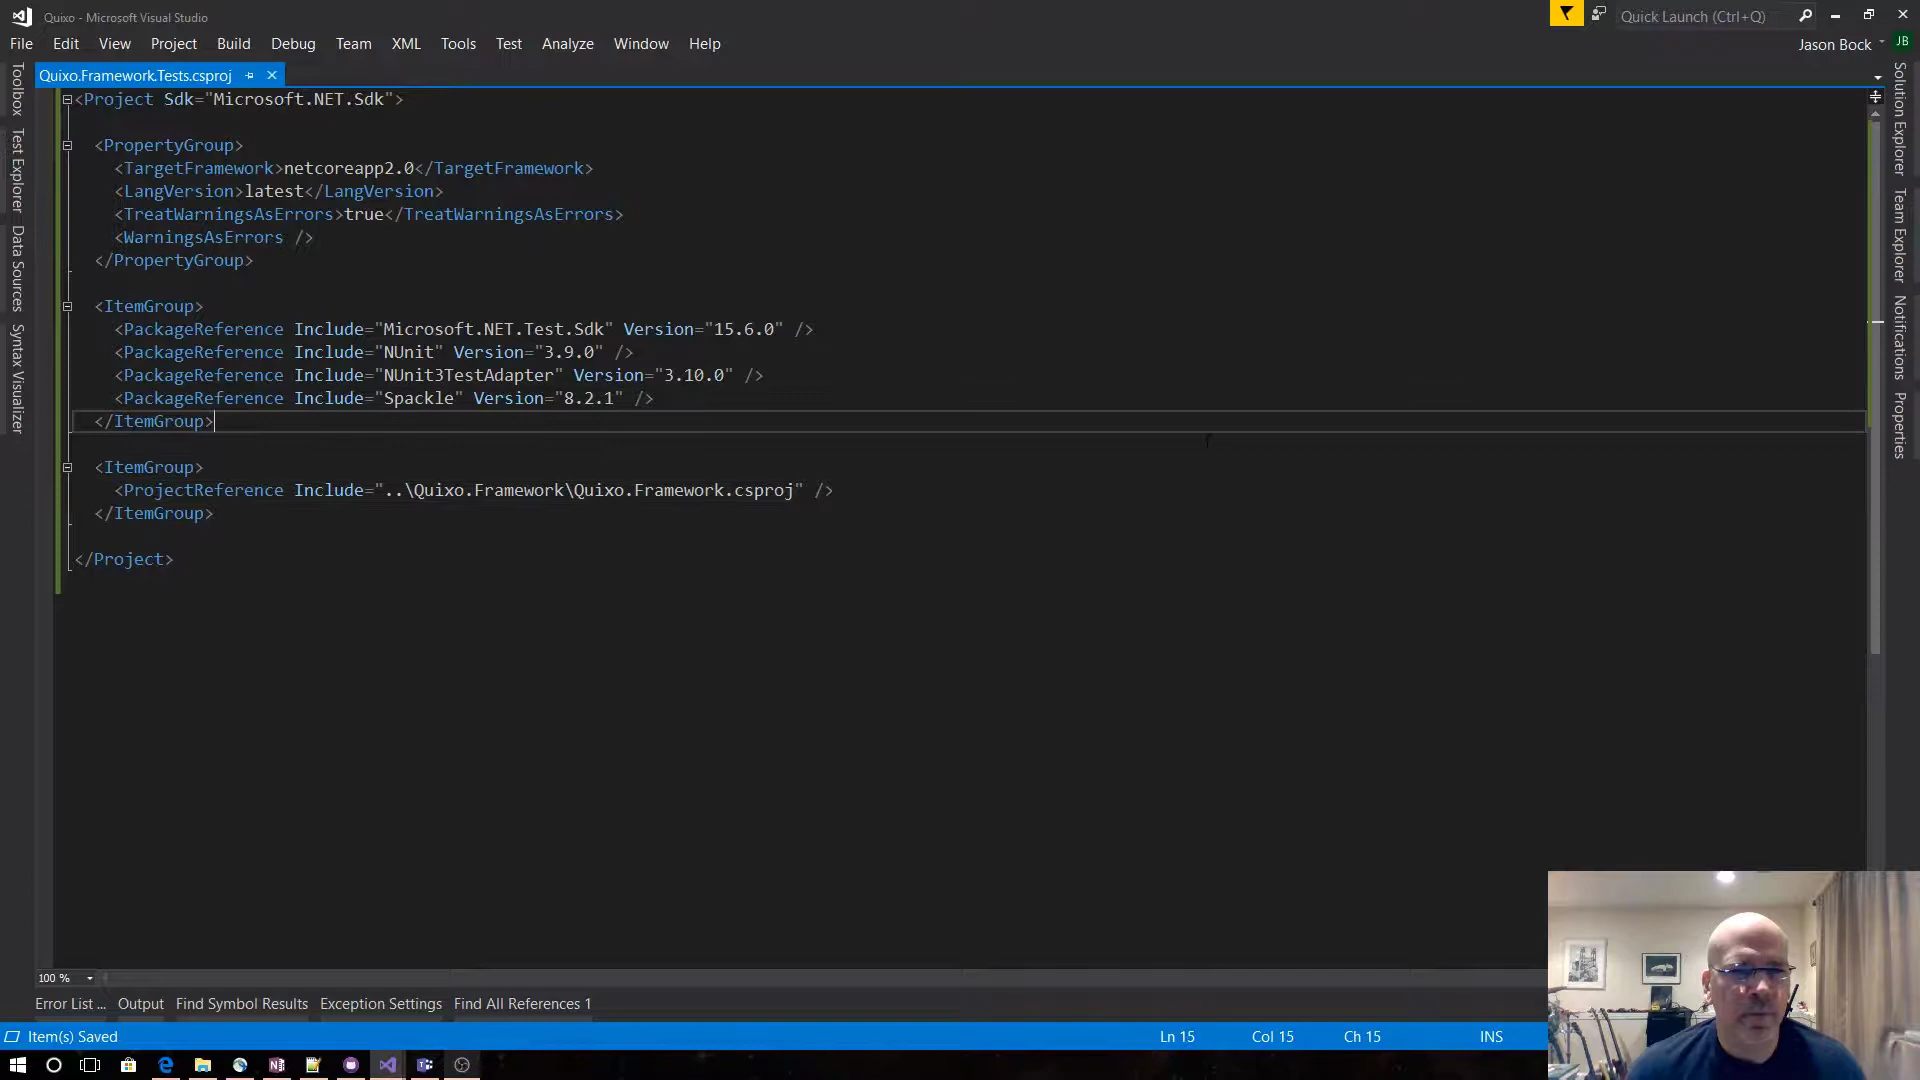 Quixo - Microsoft Visual Studio
Quick Launch (Ctrl+Q)
File Edit View Project Build Debug Team XML Tools Test Analyze Window Help
Jason Bock JB
Quixo.Framework.Tests.csproj
Toolbox
Test Explorer
Data Sources
Syntax Visualizer
<Project Sdk="Microsoft.NET.Sdk">
<PropertyGroup>
<TargetFramework>netcoreapp2.0</TargetFramework>
<LangVersion>latest</LangVersion>
<TreatWarningsAsErrors>true</TreatWarningsAsErrors>
<WarningsAsErrors />
</PropertyGroup>
<ItemGroup>
<PackageReference Include="Microsoft.NET.Test.Sdk" Version="15.6.0" />
<PackageReference Include="NUnit" Version="3.9.0" />
<PackageReference Include="NUnit3TestAdapter" Version="3.10.0" />
<PackageReference Include="Spackle" Version="8.2.1" />
</ItemGroup>
<ItemGroup>
<ProjectReference Include="..\Quixo.Framework\Quixo.Framework.csproj" />
</ItemGroup>
</Project>
Solution Explorer
Team Explorer
Notifications
Properties
100 %
Error List ... Output Find Symbol Results Exception Settings Find All References 1
Item(s) Saved Ln 15 Col 15 Ch 15 INS